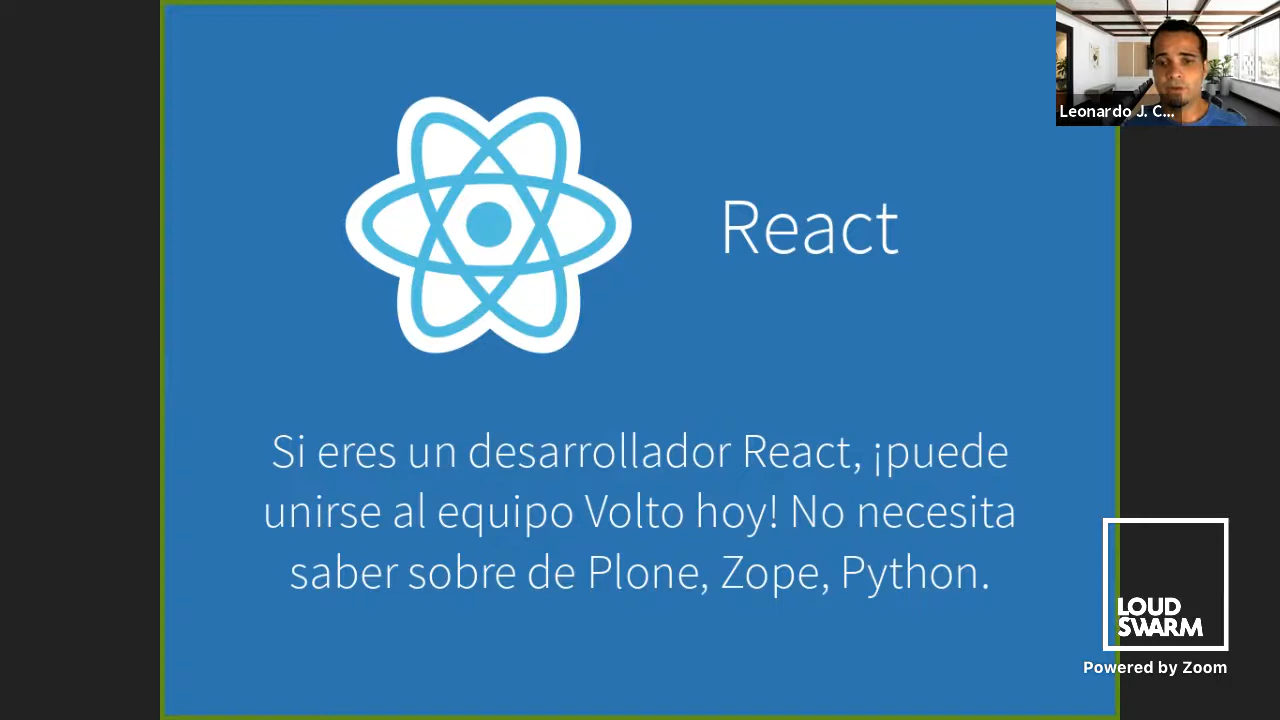 Leonardo J. C...
React
Si eres un desarrollador React, ¡puede
unirse al equipo Volto hoy! No necesita
saber sobre de Plone, Zope, Python.
LOUD
SWARM
Powered by Zoom